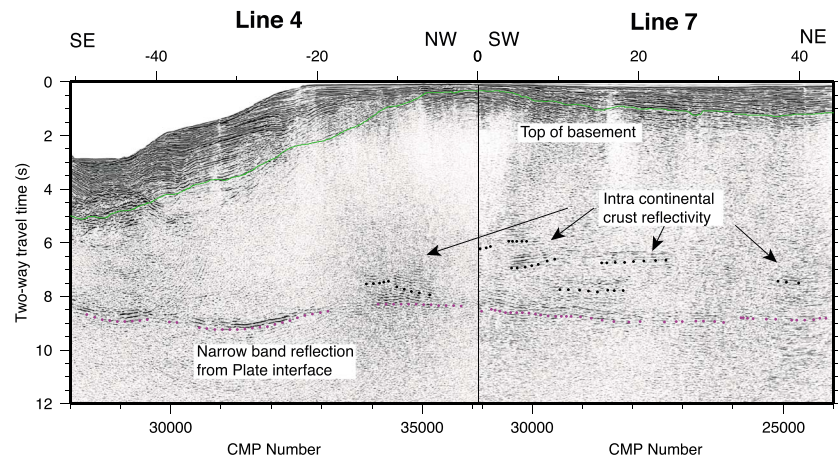 Line 4
Line 7
SE
NW
SW
NE
-40
-20
0
20
40
0
2
4
6
8
10
12
Two-way travel time (s)
Top of basement
Intra continental
crust reflectivity
Narrow band reflection
from Plate interface
30000
35000
30000
25000
CMP Number
CMP Number